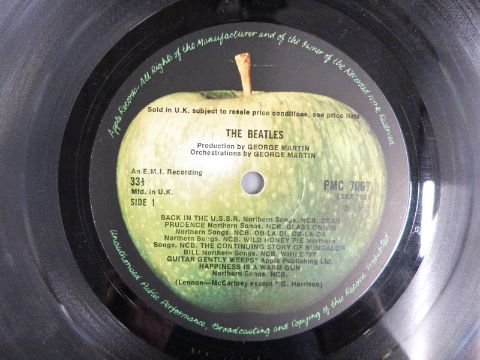 Apple Records · All Rights of the Manufacturer and of the Owner of the Recorded Work Reserved
Sold in U.K. subject to resale price conditions, see price lists
THE BEATLES
Production by GEORGE MARTIN
Orchestrations by GEORGE MARTIN
An E.M.I. Recording
33⅓
Mfd. in U.K.
SIDE 1
PMC 7067
(XEX 709)
℗ 1968
BACK IN THE U.S.S.R. Northern Songs. NCB. DEAR
PRUDENCE Northern Songs. NCB. GLASS ONION
Northern Songs. NCB. OB-LA-DI, OB-LA-DA
Northern Songs. NCB. WILD HONEY PIE Northern
Songs. NCB. THE CONTINUING STORY OF BUNGALOW
BILL Northern Songs. NCB. WHILE MY
GUITAR GENTLY WEEPS* Apple Publishing Ltd.
HAPPINESS IS A WARM GUN
Northern Songs. NCB.
(Lennon—McCartney except * G. Harrison)
Unauthorised Public Performance, Broadcasting and Copying of this Record Prohibited